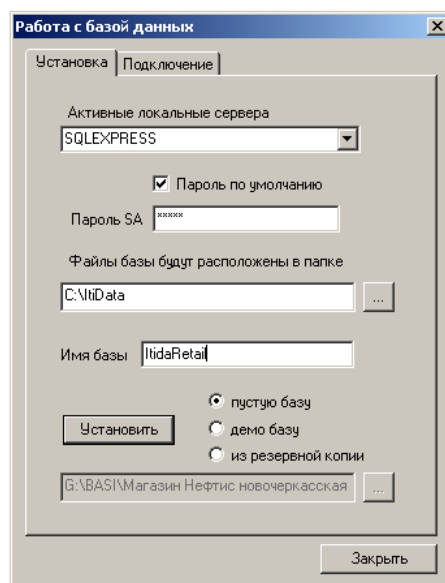 Работа с базой данных
Установка Подключение
Активные локальные сервера
SQLEXPRESS
Пароль по умолчанию
Пароль SA *****
Файлы базы будут расположены в папке
C:\ItiData ...
Имя базы ItidaRetail
пустую базу
Установить демо базу
из резервной копии
G:\BASI\Магазин Нефтис новочеркасская ...
Закрыть